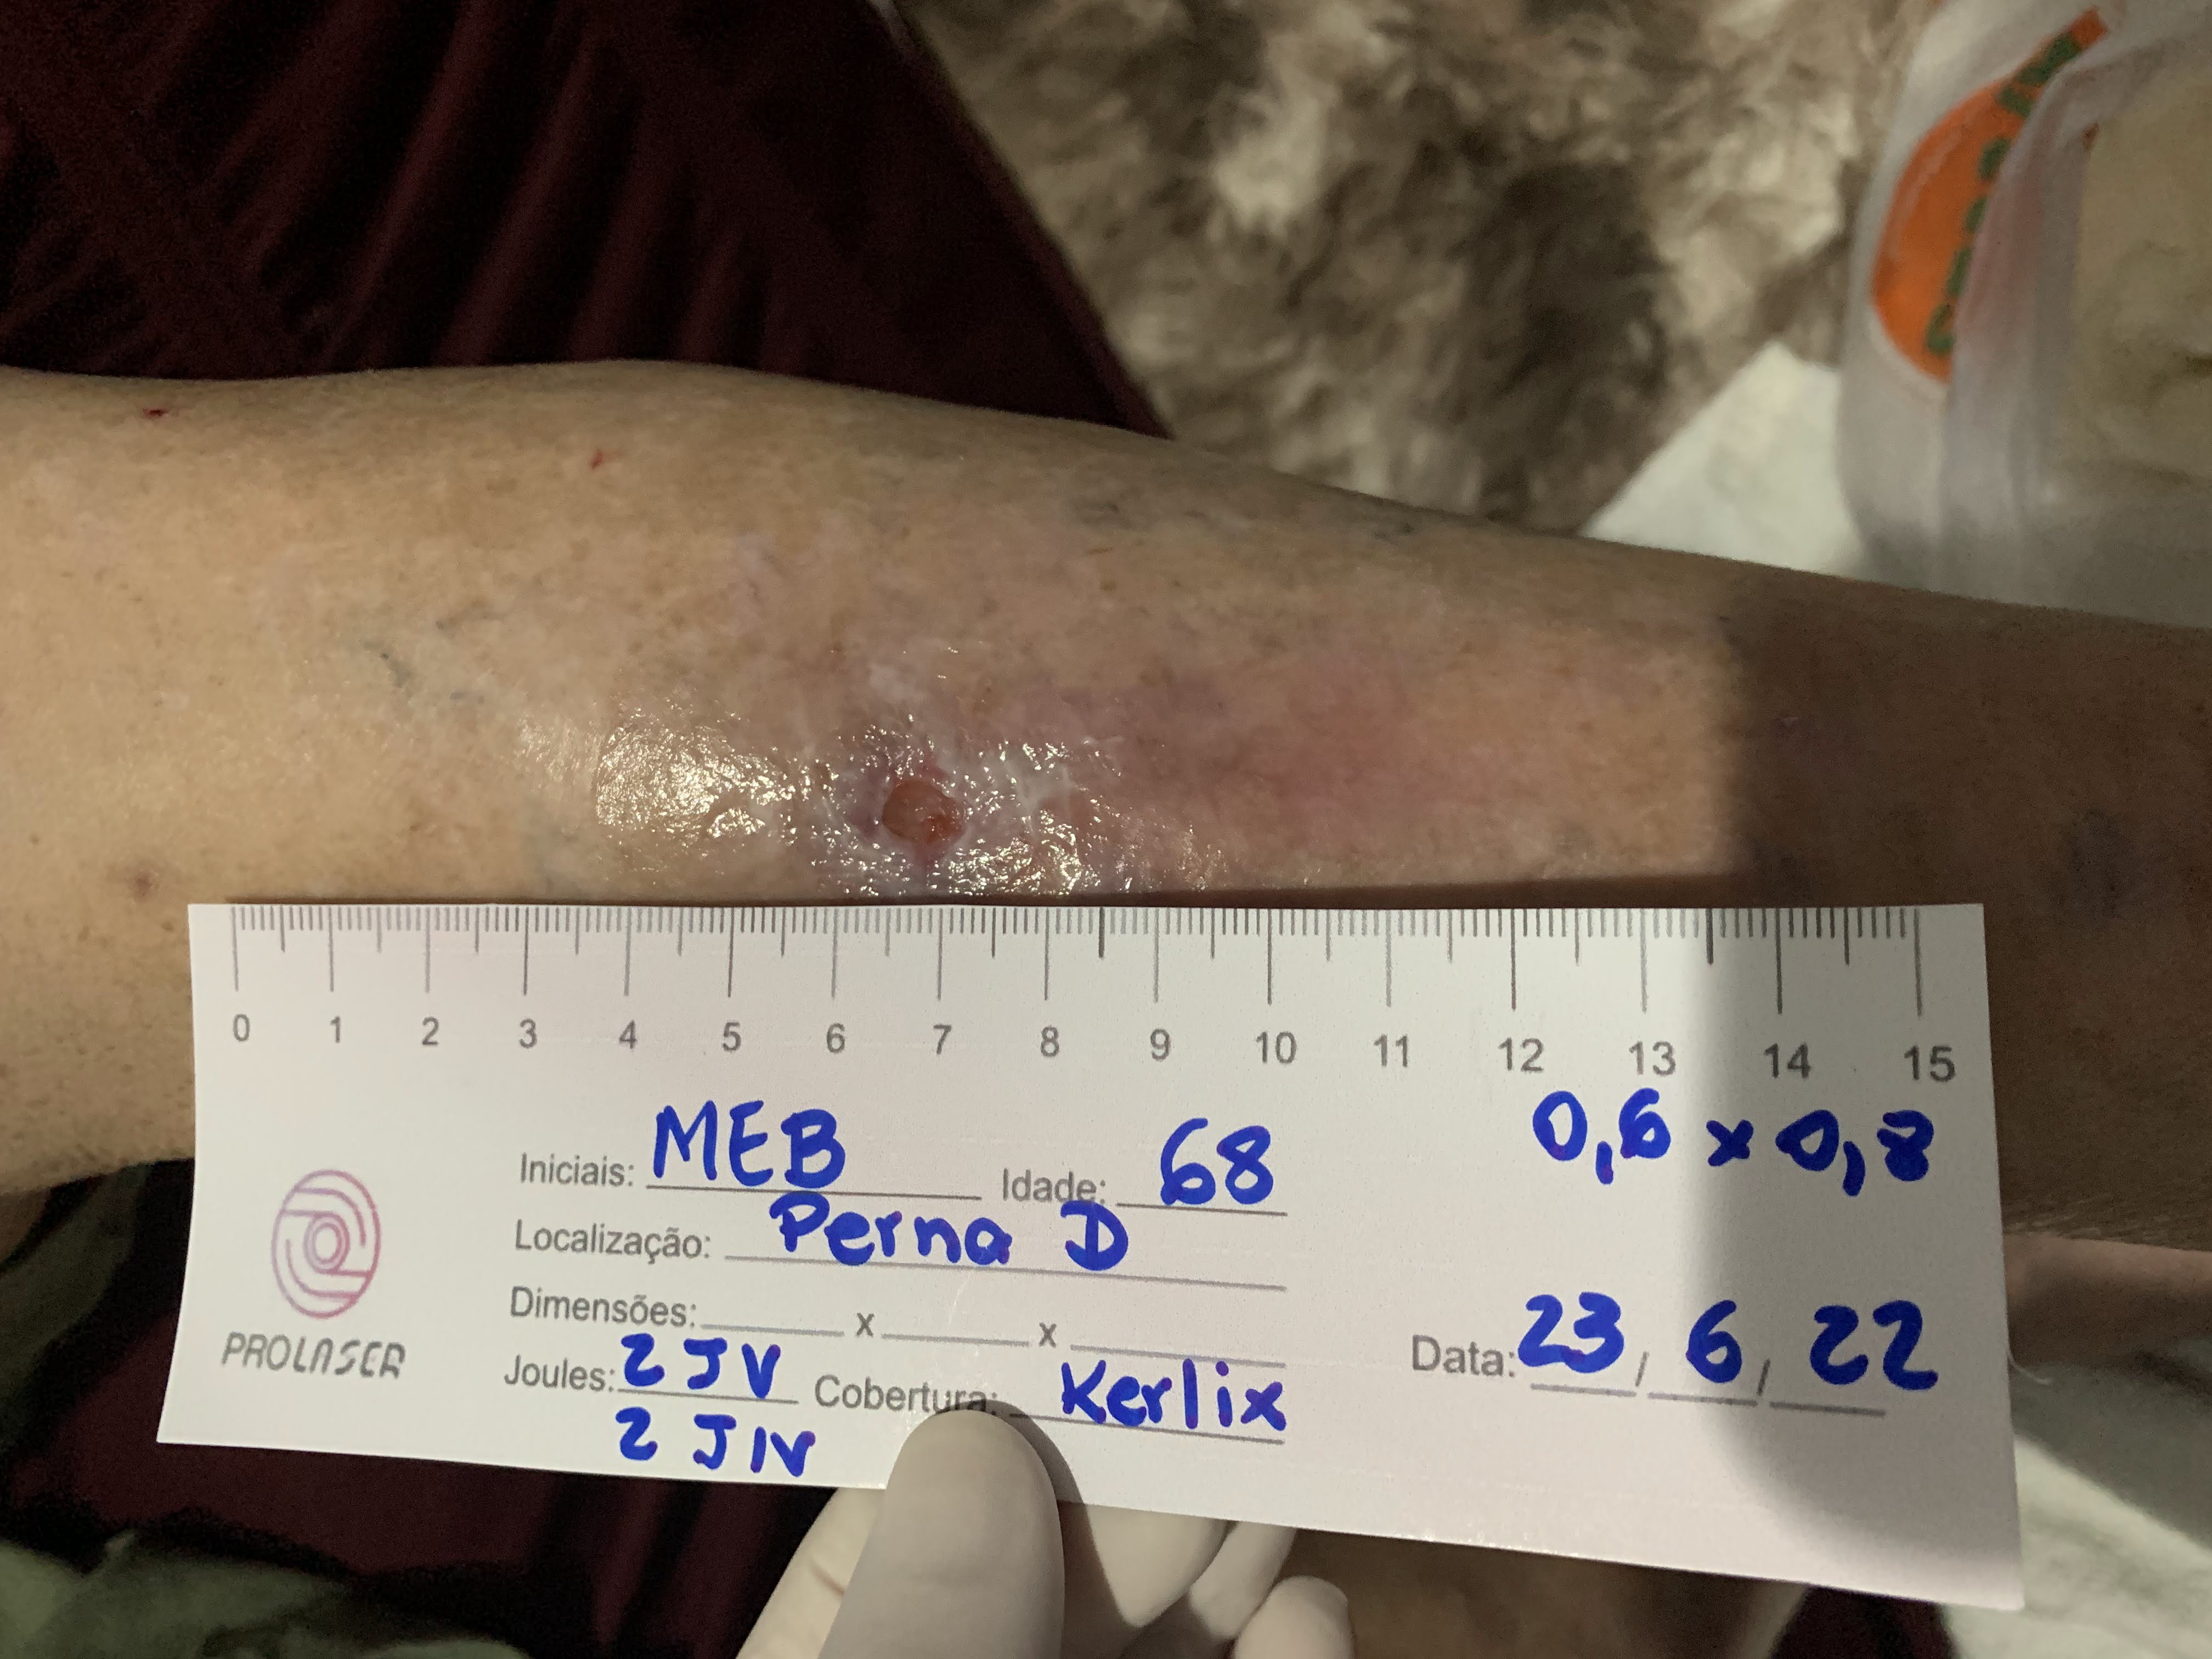 0 1 2 3 4 5 6 7 8 9 10 11 12 13 14 15
0,6 x 0,8
Iniciais: MEB Idade: 68
Localização: Perna D
Dimensões: x x
Joules: 2 JV Cobertura: Kerlix
2 JIV
Data: 23 / 6 / 22
PROLASER